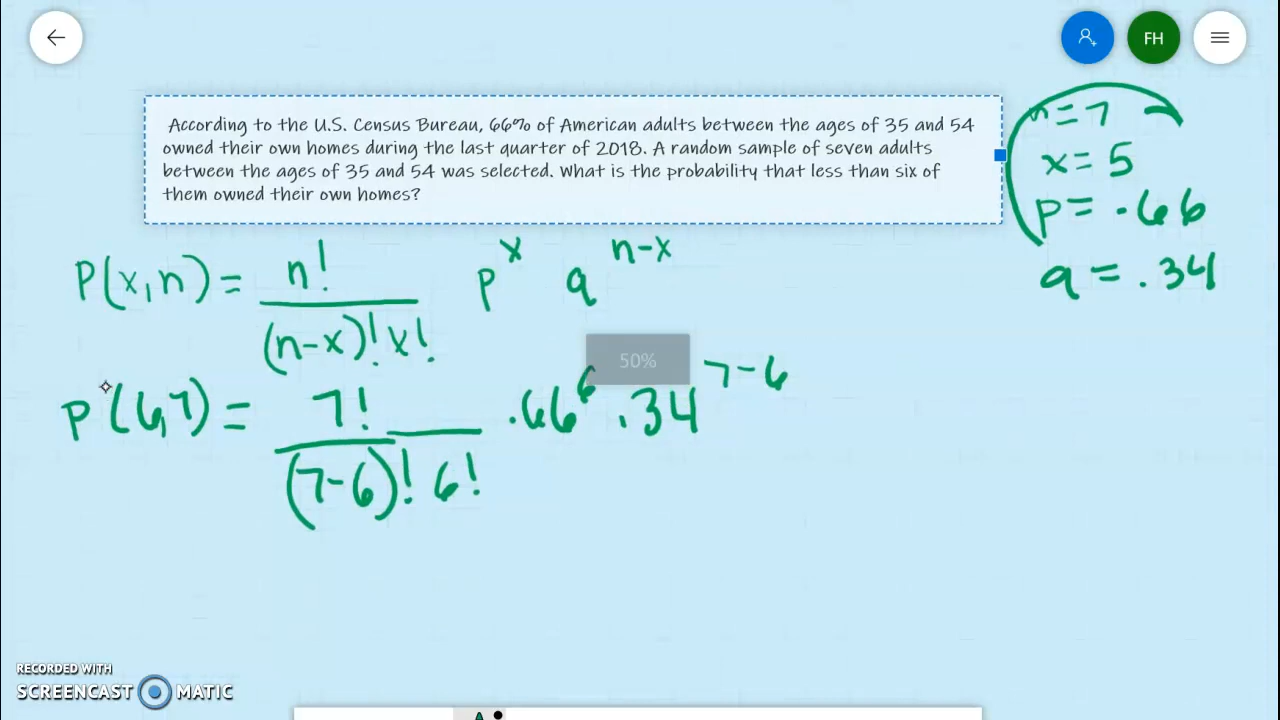 FH
According to the U.S. Census Bureau, 66% of American adults between the ages of 35 and 54
owned their own homes during the last quarter of 2018. A random sample of seven adults
between the ages of 35 and 54 was selected. What is the probability that less than six of
them owned their own homes?
n=7
x=5
p=.66
q=.34
P(x,n) = n! / (n-x)! x! p^x q^(n-x)
P(6,7) = 7! / (7-6)! 6! .66^6 .34^(7-6)
50%
RECORDED WITH
SCREENCAST MATIC